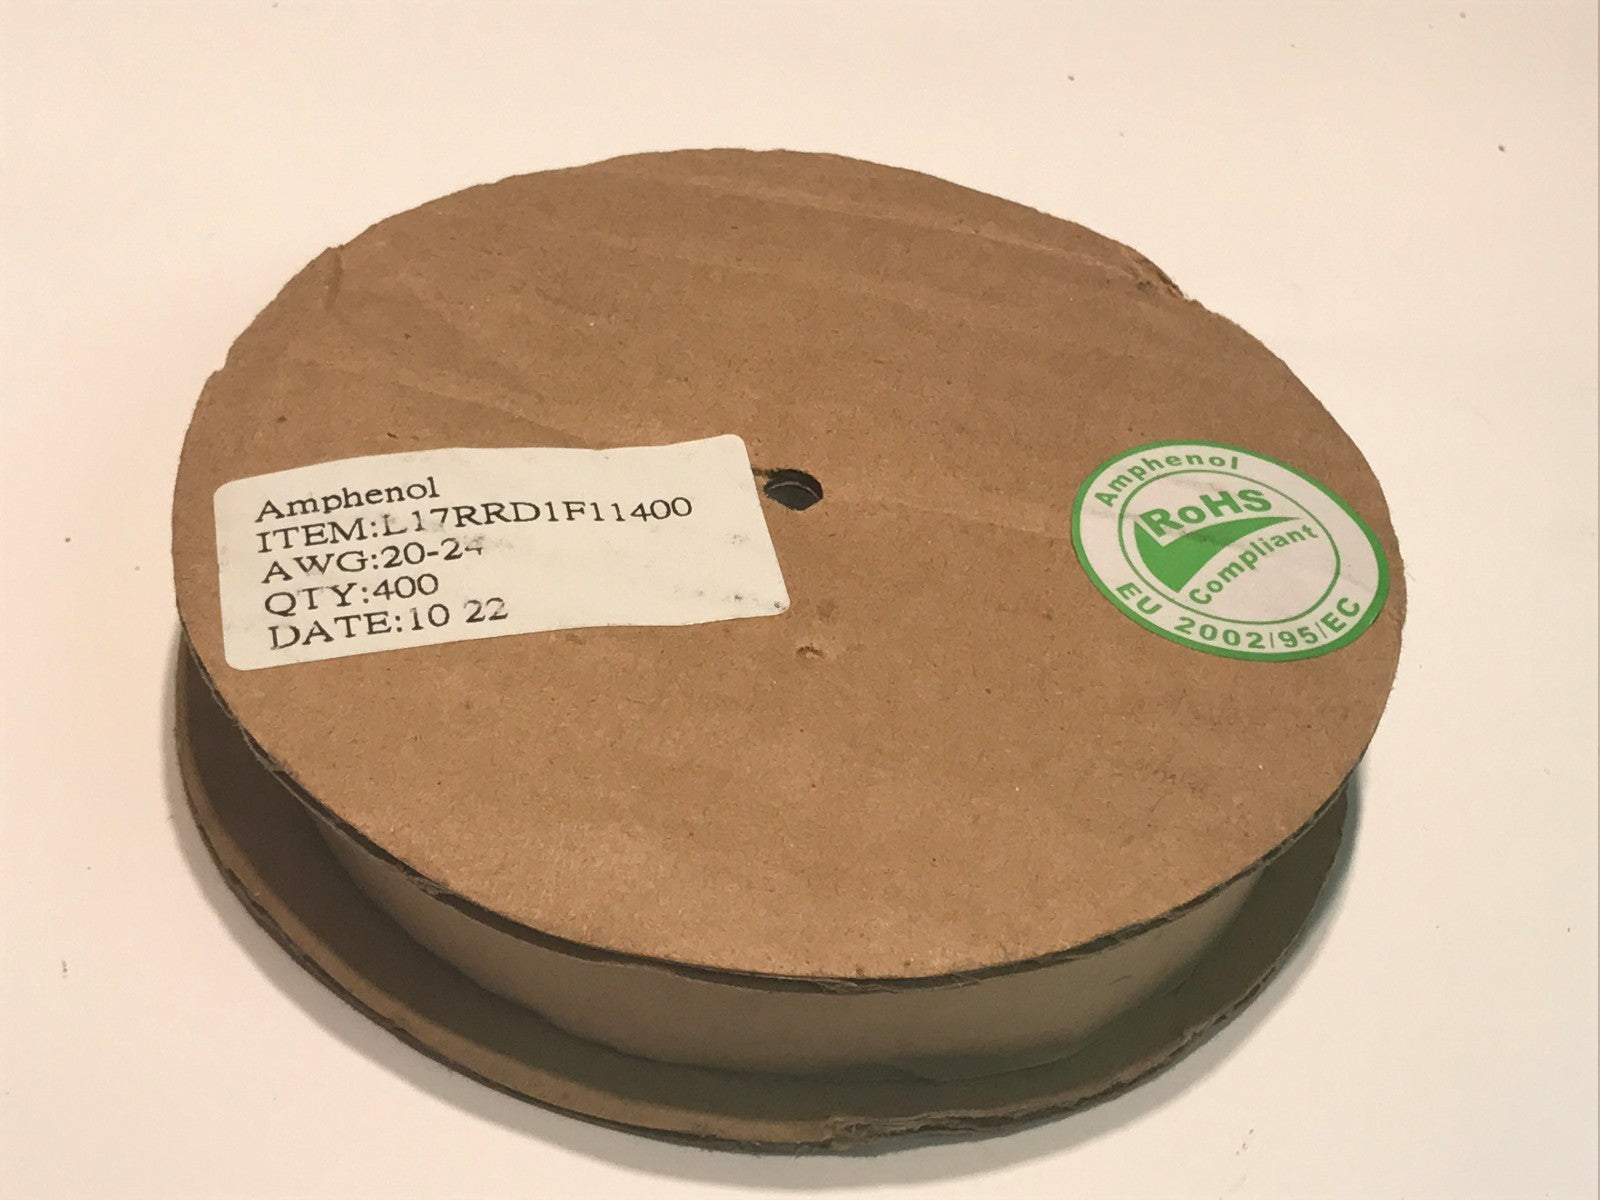 Amphenol
ITEM:L17RRD1F11400
AWG:20-24
QTY:400
DATE:10 22
Amphenol
RoHS
Compliant
EU 2002/95/EC